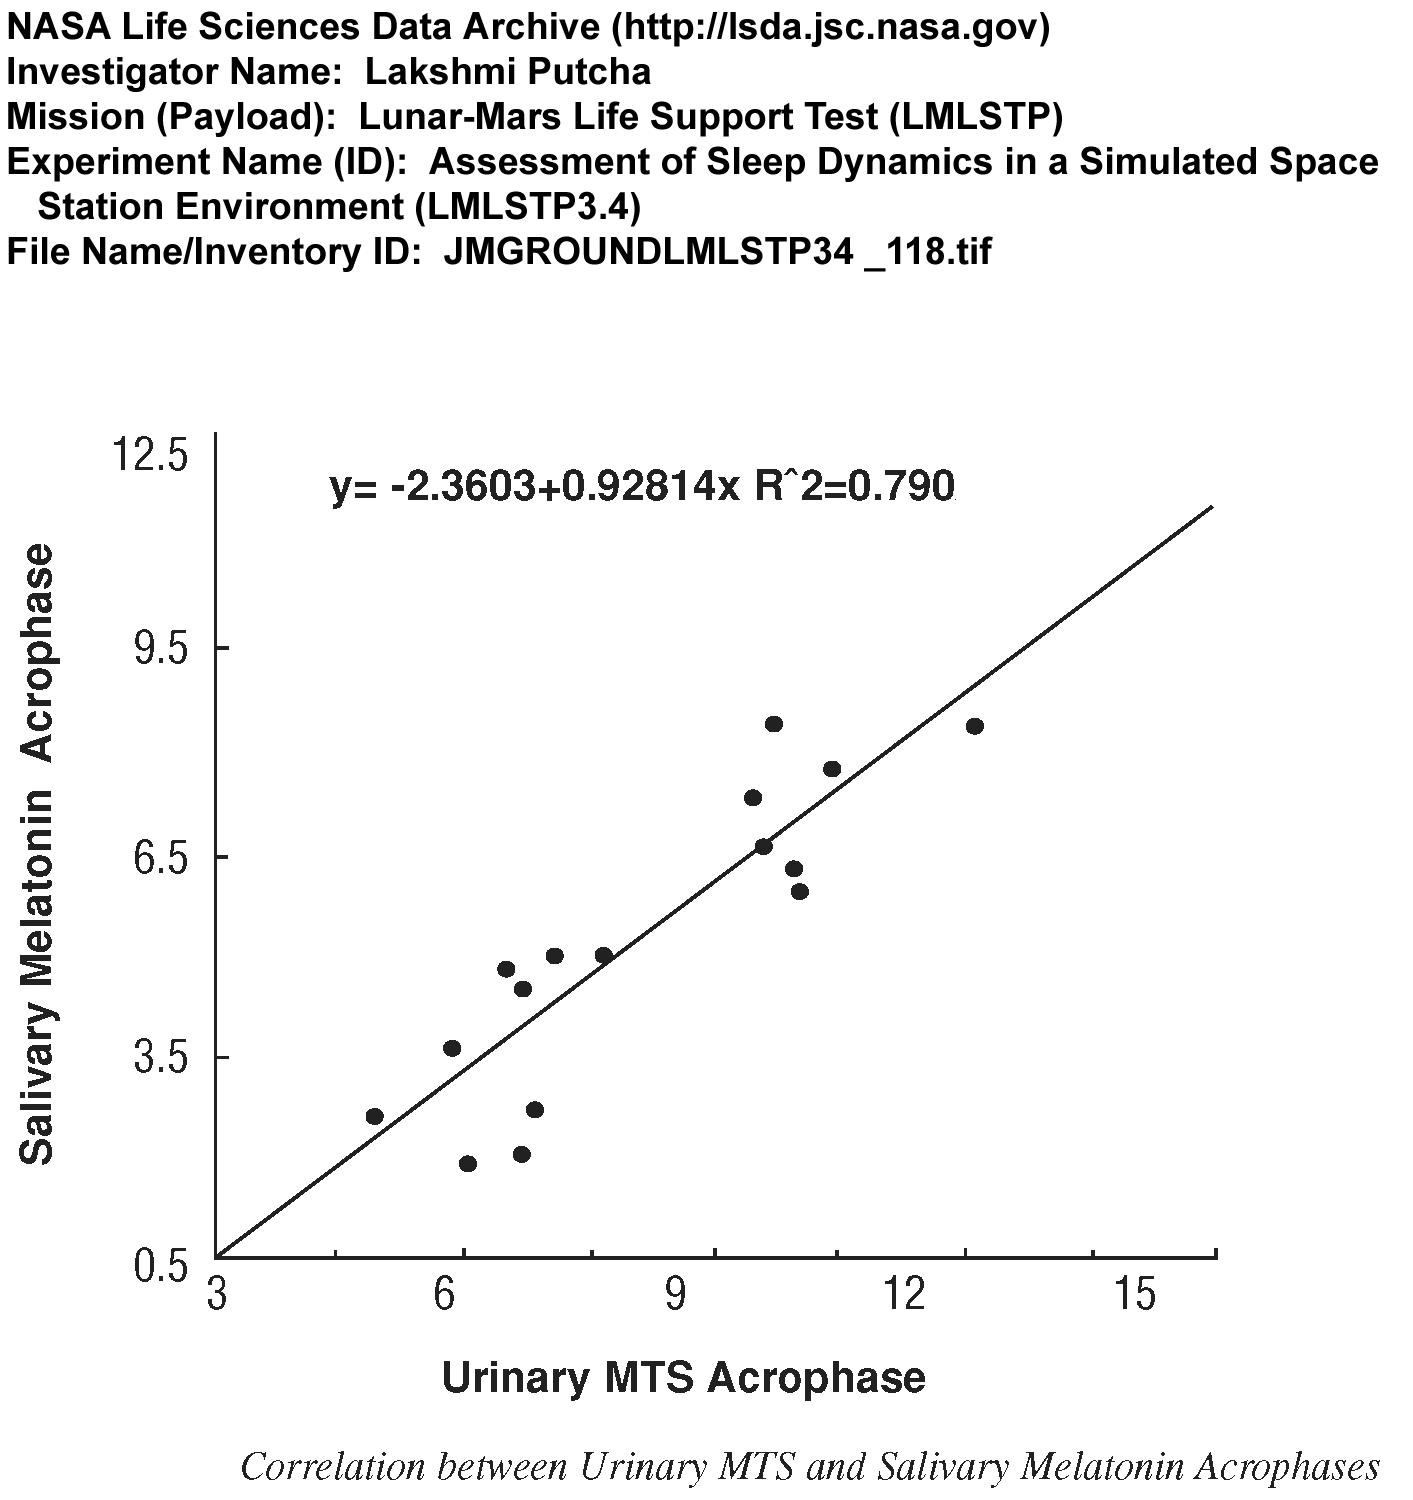 NASA Life Sciences Data Archive (http://lsda.jsc.nasa.gov)
Investigator Name:  Lakshmi Putcha
Mission (Payload):  Lunar-Mars Life Support Test (LMLSTP)
Experiment Name (ID):  Assessment of Sleep Dynamics in a Simulated Space
Station Environment (LMLSTP3.4)
File Name/Inventory ID:  JMGROUNDLMLSTP34 _118.tif
12.5
y= -2.3603+0.92814x R^2=0.790
Salivary Melatonin Acrophase
9.5
6.5
3.5
0.5
3 6 9 12 15
Urinary MTS Acrophase
Correlation between Urinary MTS and Salivary Melatonin Acrophases